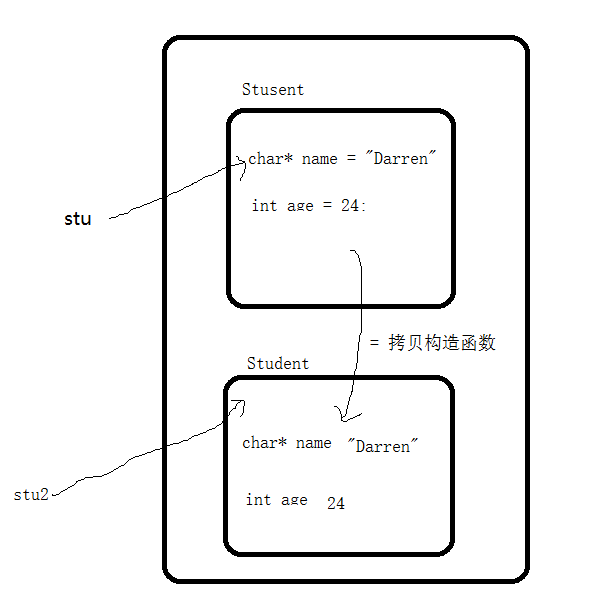 Stusent
char* name = "Darren"
int age = 24:
stu
= 拷贝构造函数
Student
char* name "Darren"
stu2
int age 24